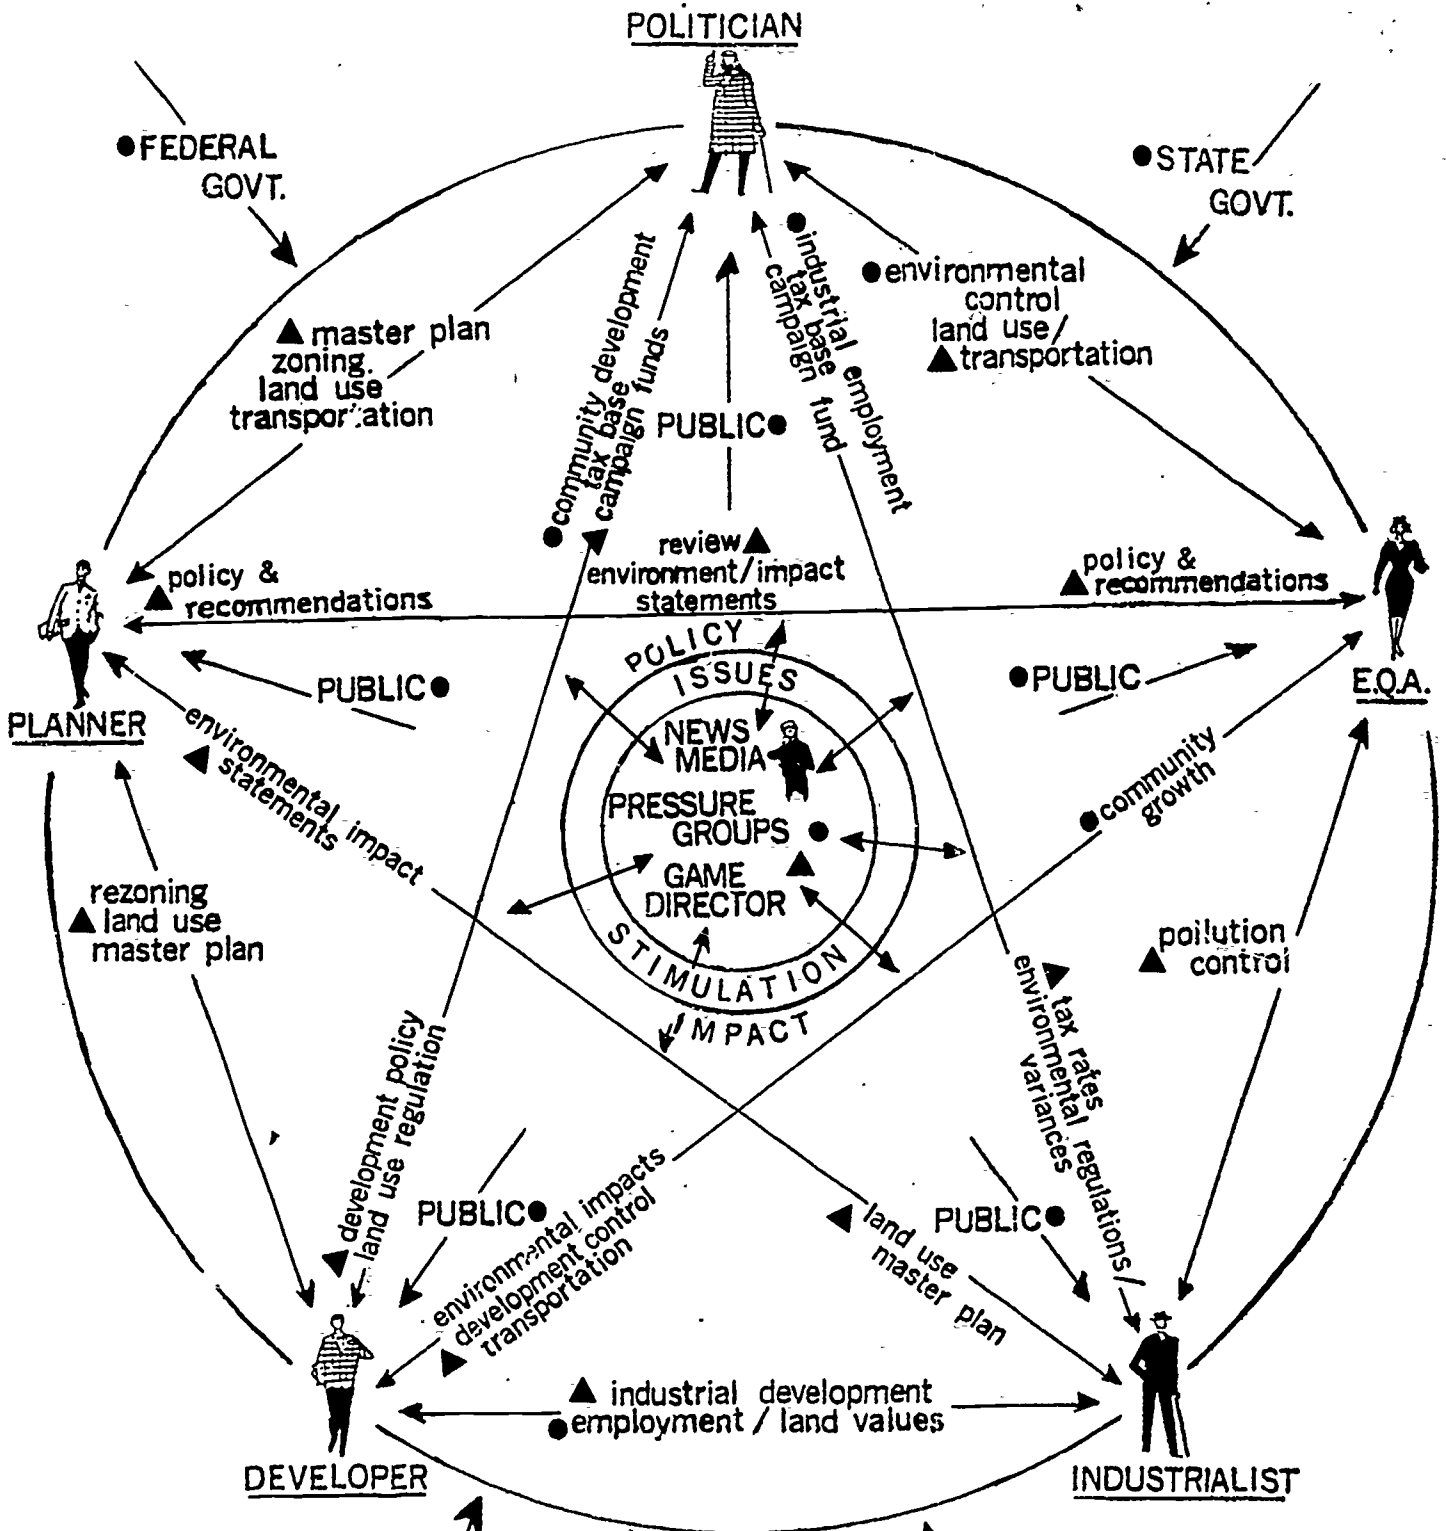 POLITICIAN
●FEDERAL
GOVT.
●STATE
GOVT.
▲master plan
zoning.
land use
transportation
●community development
tax base
▲campaign funds
PUBLIC●
●industrial employment
tax base
campaign fund
●environmental
control
land use/
▲transportation
review▲
environment/impact
statements
policy &
▲recommendations
policy &
▲recommendations
PLANNER
E.Q.A.
PUBLIC●
●PUBLIC
POLICY
ISSUES
NEWS
MEDIA
PRESSURE
GROUPS ●
GAME ▲
DIRECTOR
STIMULATION
IMPACT
environmental impact
▲statements
●community
growth
rezoning
▲land use
master plan
pollution
▲control
▲development policy
land use regulation
▲tax rates
environmental regulations/
variances
PUBLIC●
environmental impacts
development control
▲transportation
▲land use
master plan
PUBLIC●
▲industrial development
●employment / land values
DEVELOPER
INDUSTRIALIST